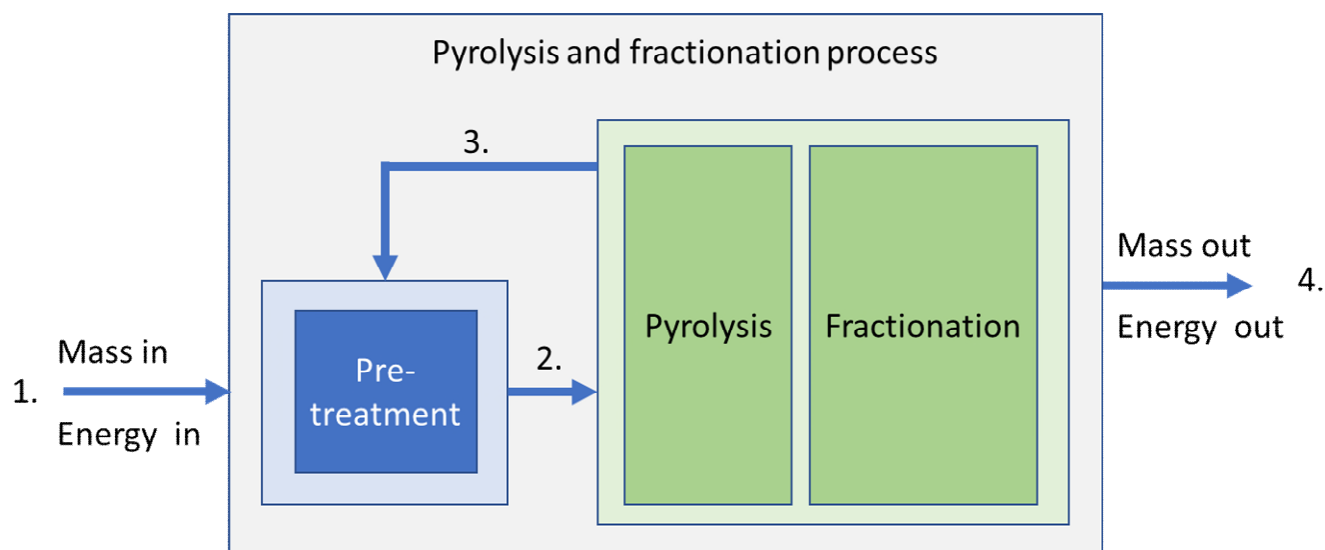 Pyrolysis and fractionation process
3.
Mass out
4.
Energy out
Pyrolysis
Fractionation
Mass in
1.
Energy in
Pre-
treatment
2.